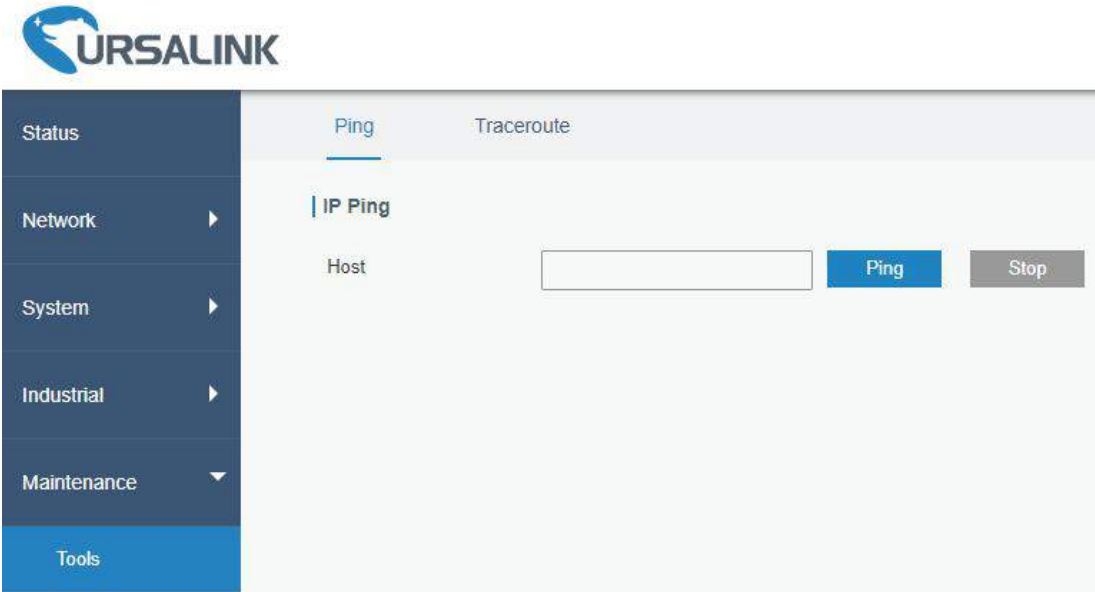 URSALINK
Status
Ping Traceroute
Network
IP Ping
Host Ping Stop
System
Industrial
Maintenance
Tools